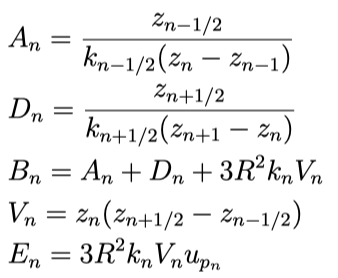 A_n = \frac{z_{n-1/2}}{k_{n-1/2}(z_n - z_{n-1})}
D_n = \frac{z_{n+1/2}}{k_{n+1/2}(z_{n+1} - z_n)}
B_n = A_n + D_n + 3R^2 k_n V_n
V_n = z_n(z_{n+1/2} - z_{n-1/2})
E_n = 3R^2 k_n V_n u_{p_n}